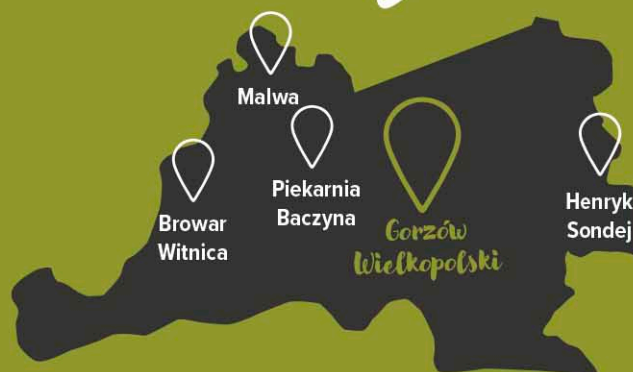 Malwa
Piekarnia
Baczyna
Browar
Witnica
Gorzów
Wielkopolski
Henryk
Sondej